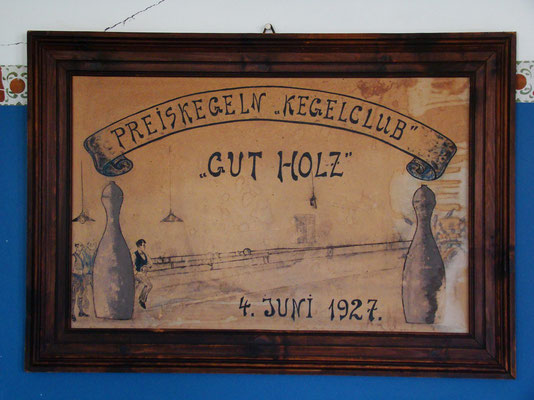 PREISKEGELN „KEGELCLUB"
„GUT HOLZ"
4. JUNI 1927.